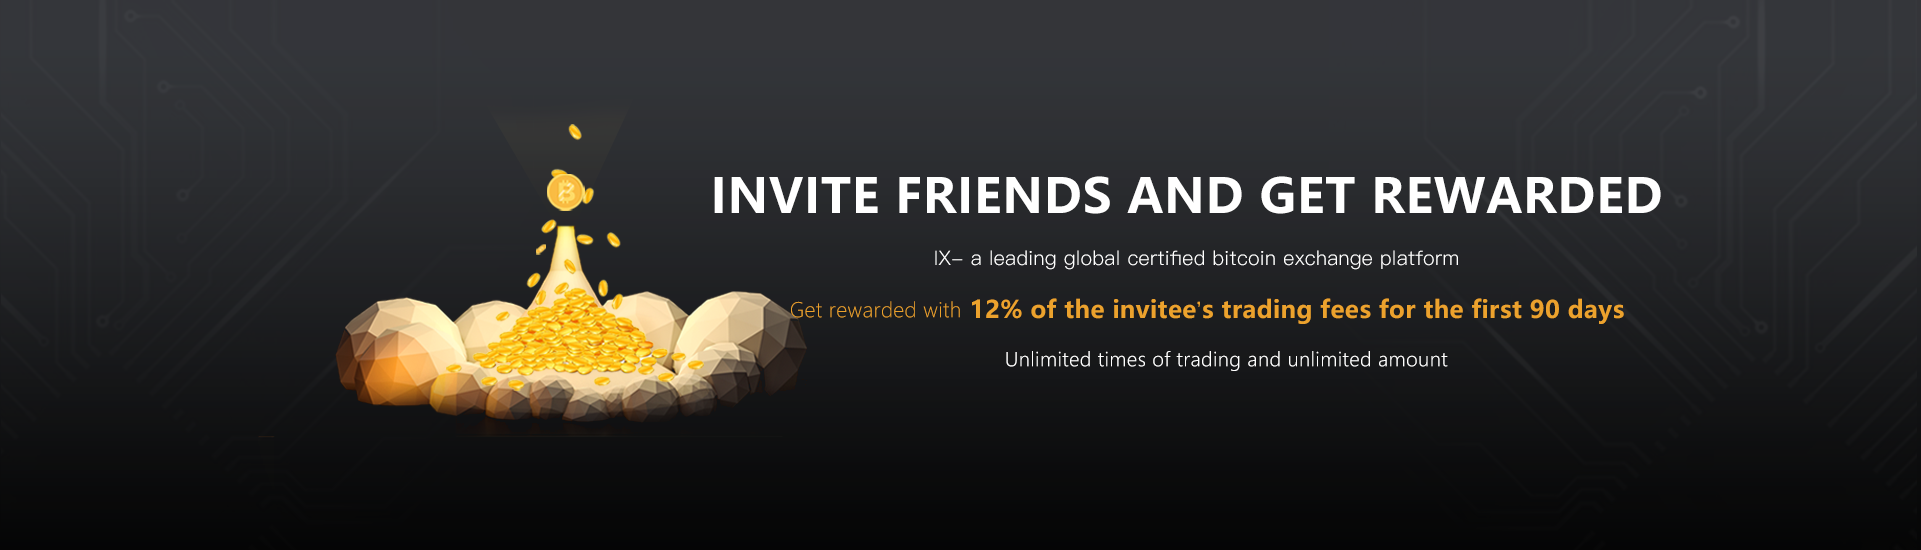 INVITE FRIENDS AND GET REWARDED
IX– a leading global certified bitcoin exchange platform
Get rewarded with 12% of the invitee's trading fees for the first 90 days
Unlimited times of trading and unlimited amount